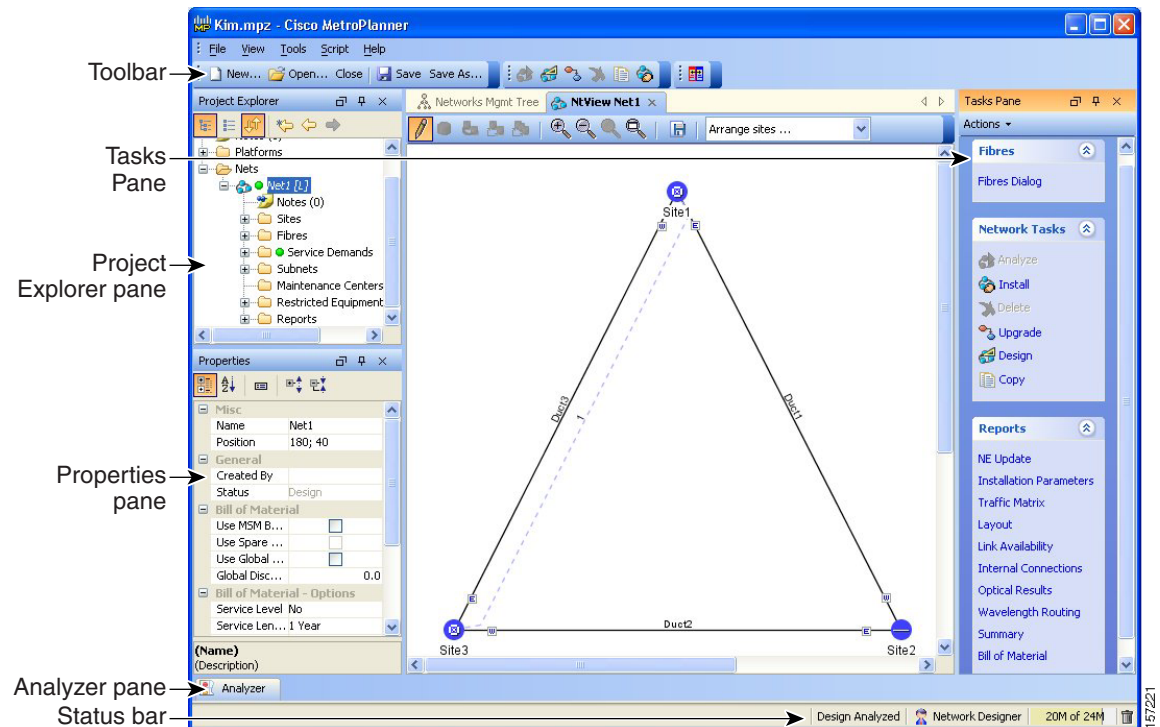 Kim.mpz - Cisco MetroPlanner
File View Tools Script Help
Toolbar
New... Open... Close Save Save As...
Project Explorer
Networks Mgmt Tree NtView Net1
Tasks Pane
Arrange sites ...
Actions
Tasks
Pane
Platforms
Nets
Net1 [L]
Notes (0)
Sites
Fibres
Service Demands
Subnets
Maintenance Centers
Restricted Equipment
Reports
Project
Explorer pane
Properties
Misc
Name Net1
Position 180; 40
General
Created By
Status Design
Bill of Material
Use MSM B...
Use Spare ...
Use Global ...
Global Disc... 0.0
Bill of Material - Options
Service Level No
Service Len... 1 Year
(Name)
(Description)
Properties
pane
Site1
W E
Duct3
1
Duct1
E
W
Site3
W
Duct2
E
Site2
Fibres
Fibres Dialog
Network Tasks
Analyze
Install
Delete
Upgrade
Design
Copy
Reports
NE Update
Installation Parameters
Traffic Matrix
Layout
Link Availability
Internal Connections
Optical Results
Wavelength Routing
Summary
Bill of Material
Analyzer pane
Analyzer
Status bar
Design Analyzed Network Designer 20M of 24M
157221